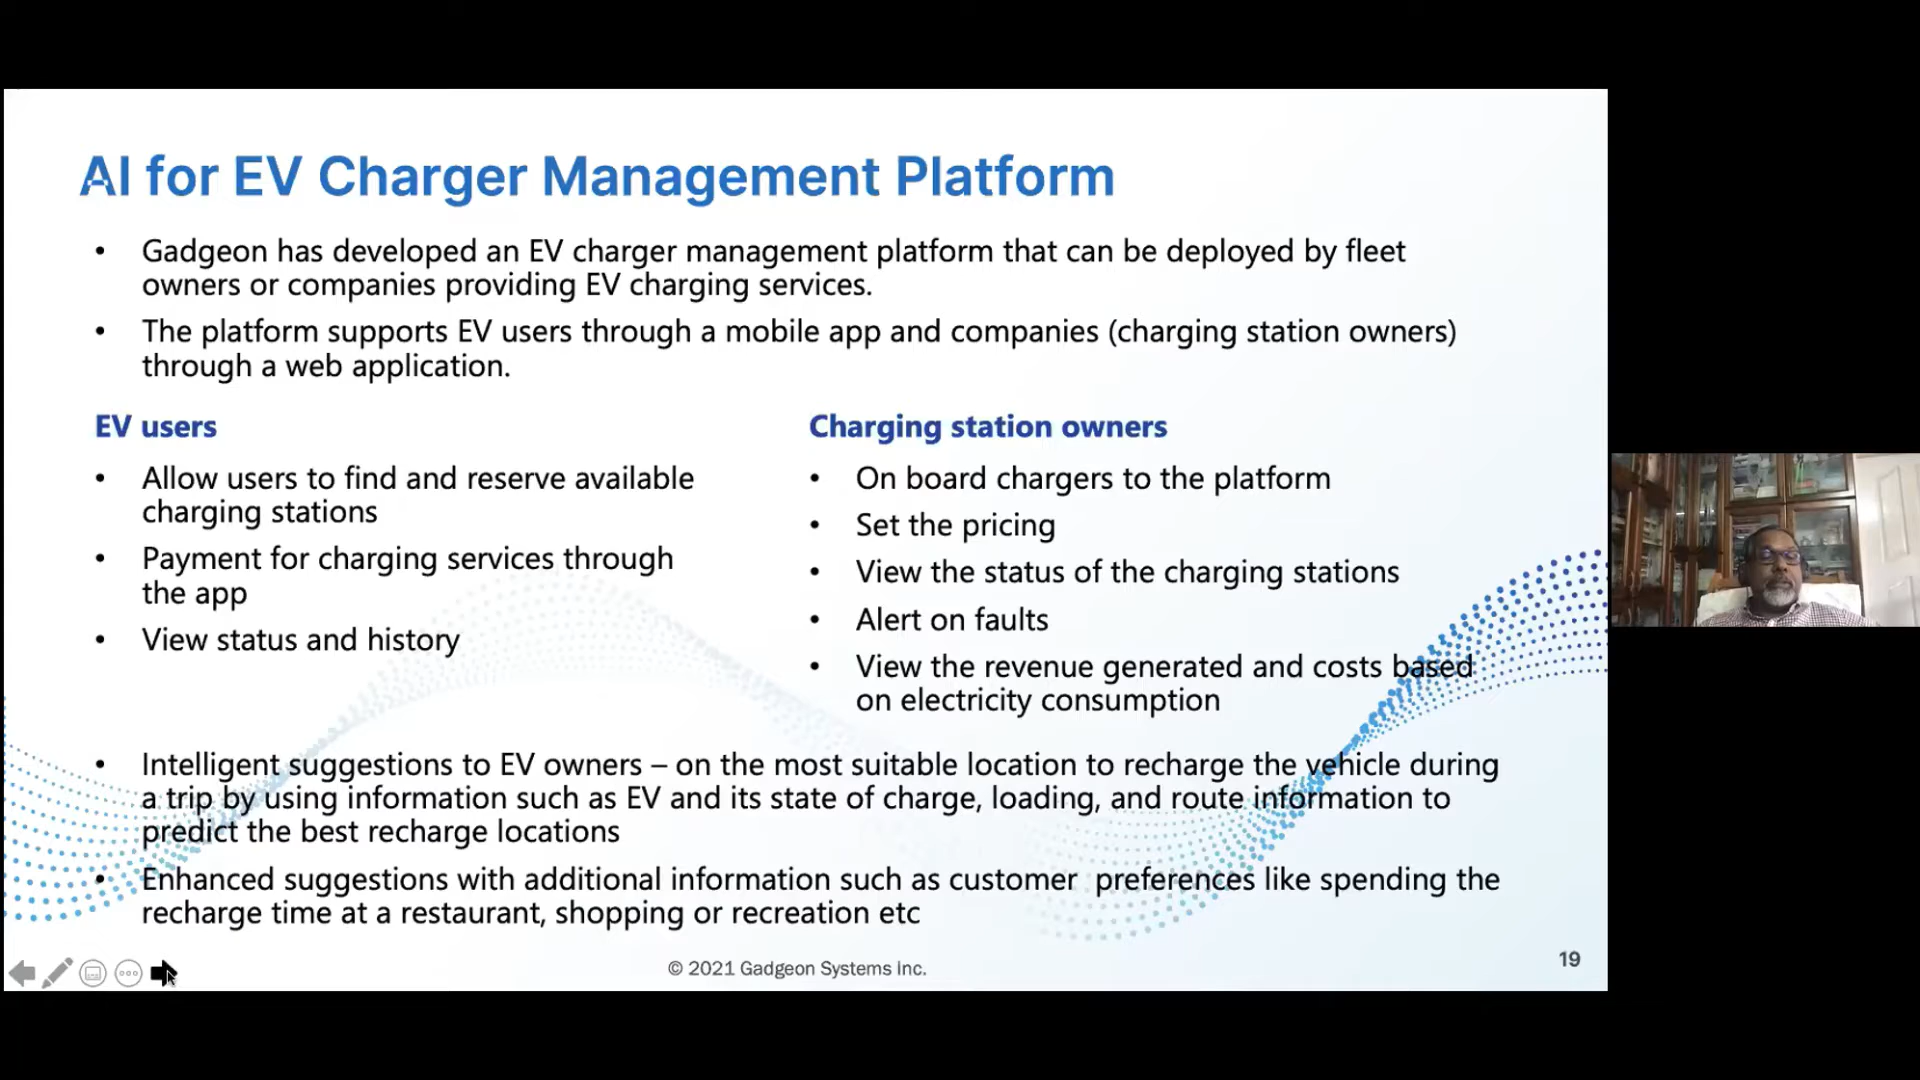 AI for EV Charger Management Platform
• Gadgeon has developed an EV charger management platform that can be deployed by fleet
owners or companies providing EV charging services.
• The platform supports EV users through a mobile app and companies (charging station owners)
through a web application.
EV users
• Allow users to find and reserve available
charging stations
• Payment for charging services through
the app
• View status and history
Charging station owners
• On board chargers to the platform
• Set the pricing
• View the status of the charging stations
• Alert on faults
• View the revenue generated and costs based
on electricity consumption
• Intelligent suggestions to EV owners – on the most suitable location to recharge the vehicle during
a trip by using information such as EV and its state of charge, loading, and route information to
predict the best recharge locations
• Enhanced suggestions with additional information such as customer preferences like spending the
recharge time at a restaurant, shopping or recreation etc
© 2021 Gadgeon Systems Inc.
19